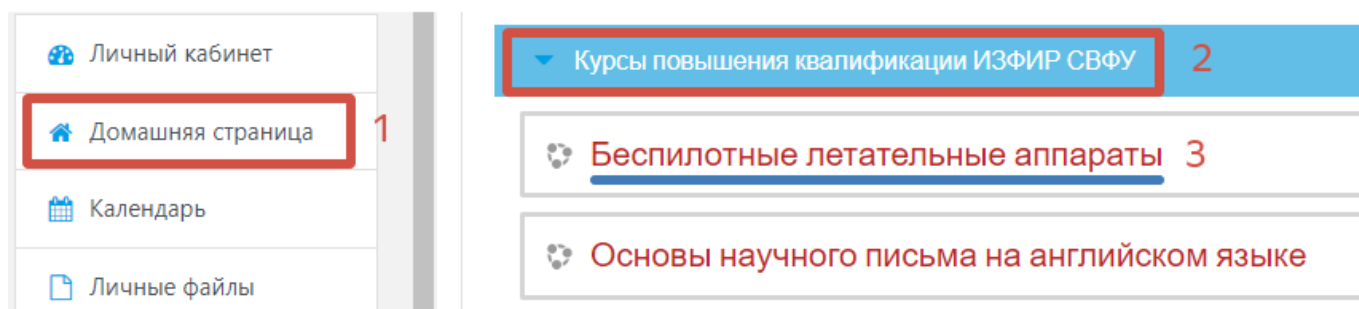 Личный кабинет
Домашняя страница 1
Календарь
Личные файлы
Курсы повышения квалификации ИЗФИР СВФУ 2
Беспилотные летательные аппараты 3
Основы научного письма на английском языке